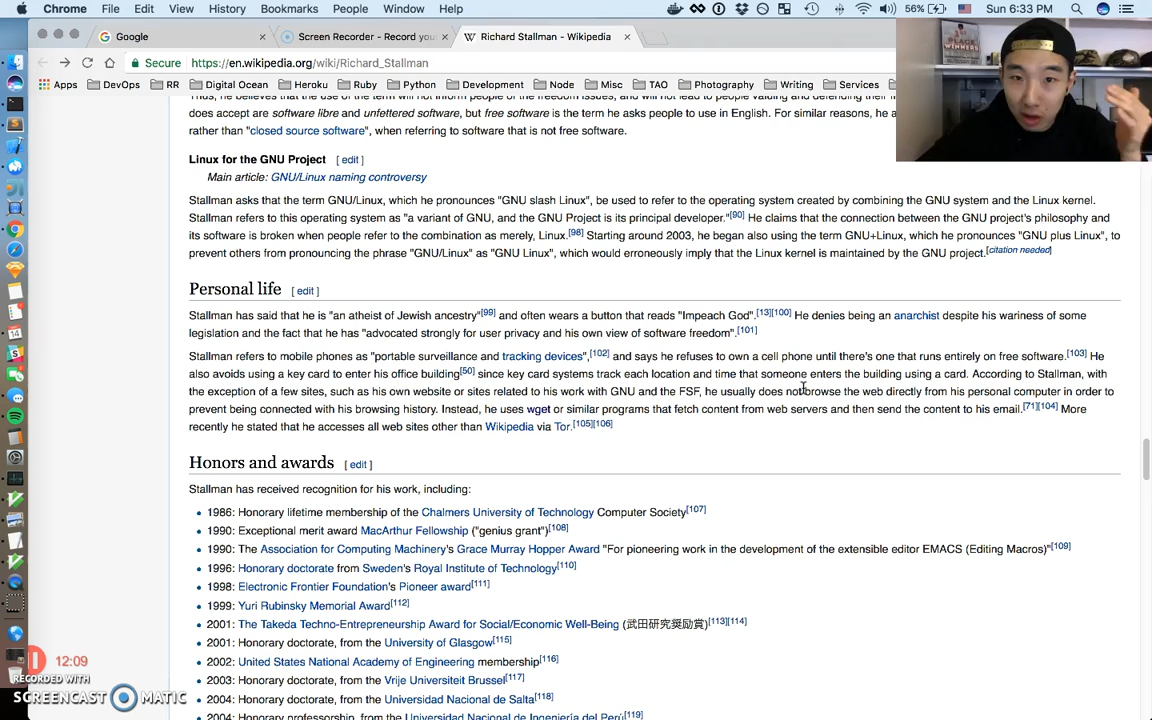 Chrome File Edit View History Bookmarks People Window Help 56% Sun 6:33 PM
Google Screen Recorder - Record you Richard Stallman - Wikipedia
Secure https://en.wikipedia.org/wiki/Richard_Stallman
Apps DevOps RR Digital Ocean Heroku Ruby Python Development Node Misc TAO Photography Writing Services
does accept are software libre and unfettered software, but free software is the term he asks people to use in English. For similar reasons, he a
rather than "closed source software", when referring to software that is not free software.
Linux for the GNU Project [ edit ]
Main article: GNU/Linux naming controversy
Stallman asks that the term GNU/Linux, which he pronounces "GNU slash Linux", be used to refer to the operating system created by combining the GNU system and the Linux kernel.
Stallman refers to this operating system as "a variant of GNU, and the GNU Project is its principal developer."[90] He claims that the connection between the GNU project's philosophy and
its software is broken when people refer to the combination as merely, Linux.[98] Starting around 2003, he began also using the term GNU+Linux, which he pronounces "GNU plus Linux", to
prevent others from pronouncing the phrase "GNU/Linux" as "GNU Linux", which would erroneously imply that the Linux kernel is maintained by the GNU project.[citation needed]
Personal life [ edit ]
Stallman has said that he is "an atheist of Jewish ancestry"[99] and often wears a button that reads "Impeach God".[13][100] He denies being an anarchist despite his wariness of some
legislation and the fact that he has "advocated strongly for user privacy and his own view of software freedom".[101]
Stallman refers to mobile phones as "portable surveillance and tracking devices",[102] and says he refuses to own a cell phone until there's one that runs entirely on free software.[103] He
also avoids using a key card to enter his office building[50] since key card systems track each location and time that someone enters the building using a card. According to Stallman, with
the exception of a few sites, such as his own website or sites related to his work with GNU and the FSF, he usually does not browse the web directly from his personal computer in order to
prevent being connected with his browsing history. Instead, he uses wget or similar programs that fetch content from web servers and then send the content to his email.[71][104] More
recently he stated that he accesses all web sites other than Wikipedia via Tor.[105][106]
Honors and awards [ edit ]
Stallman has received recognition for his work, including:
• 1986: Honorary lifetime membership of the Chalmers University of Technology Computer Society[107]
• 1990: Exceptional merit award MacArthur Fellowship ("genius grant")[108]
• 1990: The Association for Computing Machinery's Grace Murray Hopper Award "For pioneering work in the development of the extensible editor EMACS (Editing Macros)"[109]
• 1996: Honorary doctorate from Sweden's Royal Institute of Technology[110]
• 1998: Electronic Frontier Foundation's Pioneer award[111]
• 1999: Yuri Rubinsky Memorial Award[112]
• 2001: The Takeda Techno-Entrepreneurship Award for Social/Economic Well-Being (武田研究奨励賞)[113][114]
• 2001: Honorary doctorate, from the University of Glasgow[115]
• 2002: United States National Academy of Engineering membership[116]
• 2003: Honorary doctorate, from the Vrije Universiteit Brussel[117]
• 2004: Honorary doctorate, from the Universidad Nacional de Salta[118]
• 2004: Honorary professorship, from the Universidad Nacional de Ingeniería del Perú[119]
12:09
RECORDED WITH
SCREENCAST MATIC